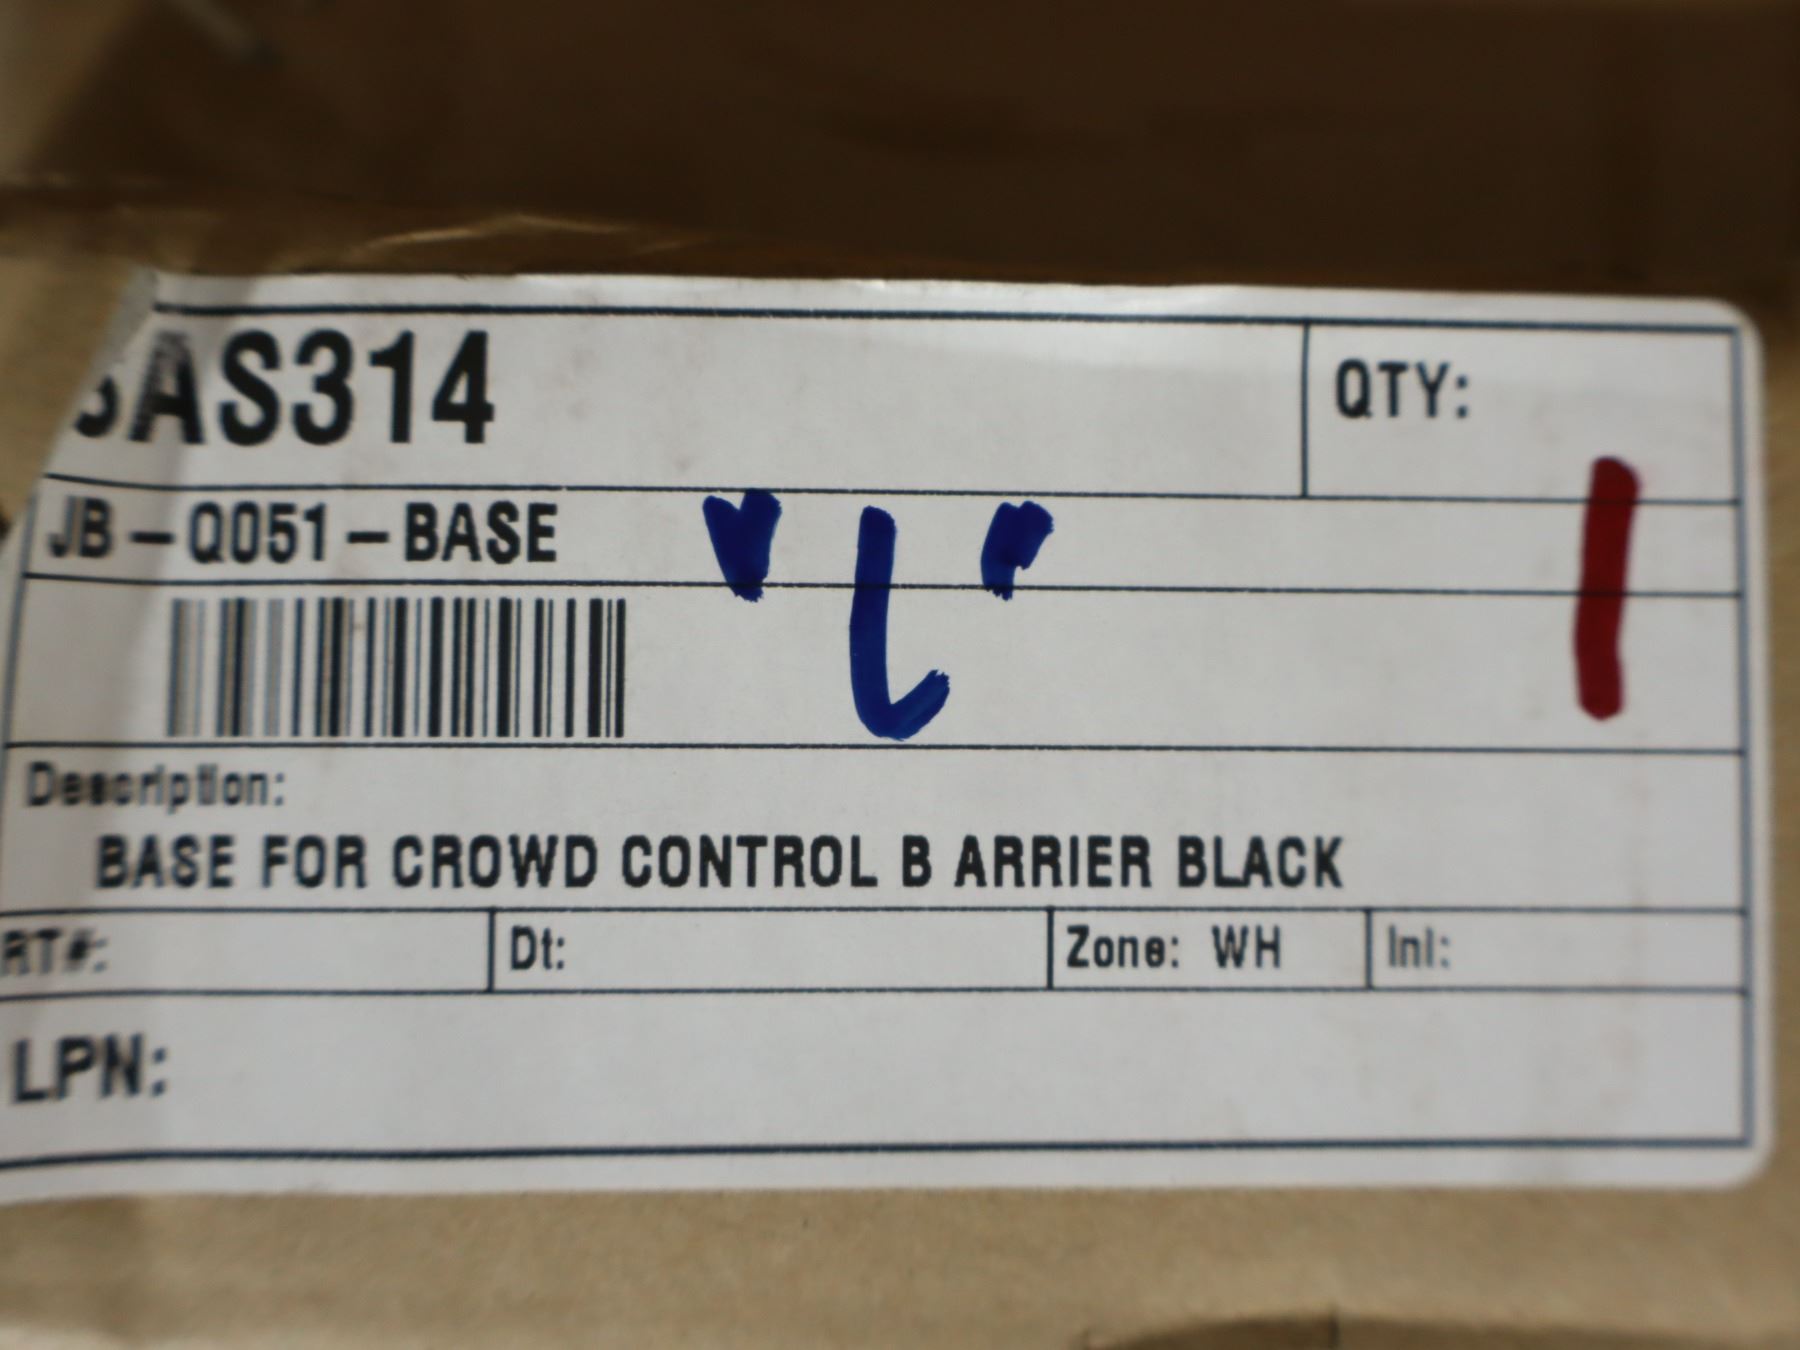 AS314
QTY:
1
JB-Q051-BASE
"L"
Description:
BASE FOR CROWD CONTROL B ARRIER BLACK
RT#:
Dt:
Zone: WH
Inl:
LPN: